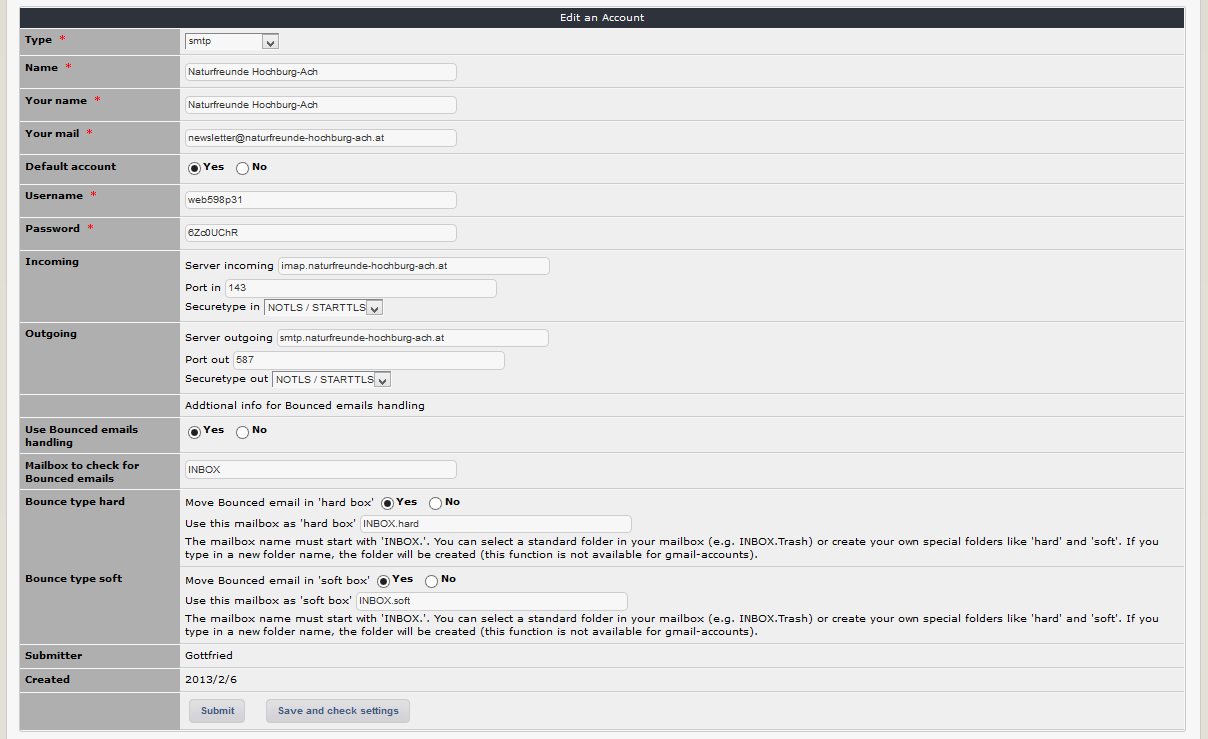 Edit an Account
Type *
smtp
Name *
Naturfreunde Hochburg-Ach
Your name *
Naturfreunde Hochburg-Ach
Your mail *
newsletter@naturfreunde-hochburg-ach.at
Default account
Yes No
Username *
web598p31
Password *
6Zc0UChR
Incoming
Server incoming imap.naturfreunde-hochburg-ach.at
Port in 143
Securetype in NOTLS / STARTTLS
Outgoing
Server outgoing smtp.naturfreunde-hochburg-ach.at
Port out 587
Securetype out NOTLS / STARTTLS
Addtional info for Bounced emails handling
Use Bounced emails
handling
Yes No
Mailbox to check for
Bounced emails
INBOX
Bounce type hard
Move Bounced email in 'hard box' Yes No
Use this mailbox as 'hard box' INBOX.hard
The mailbox name must start with 'INBOX.'. You can select a standard folder in your mailbox (e.g. INBOX.Trash) or create your own special folders like 'hard' and 'soft'. If you
type in a new folder name, the folder will be created (this function is not available for gmail-accounts).
Bounce type soft
Move Bounced email in 'soft box' Yes No
Use this mailbox as 'soft box' INBOX.soft
The mailbox name must start with 'INBOX.'. You can select a standard folder in your mailbox (e.g. INBOX.Trash) or create your own special folders like 'hard' and 'soft'. If you
type in a new folder name, the folder will be created (this function is not available for gmail-accounts).
Submitter
Gottfried
Created
2013/2/6
Submit Save and check settings